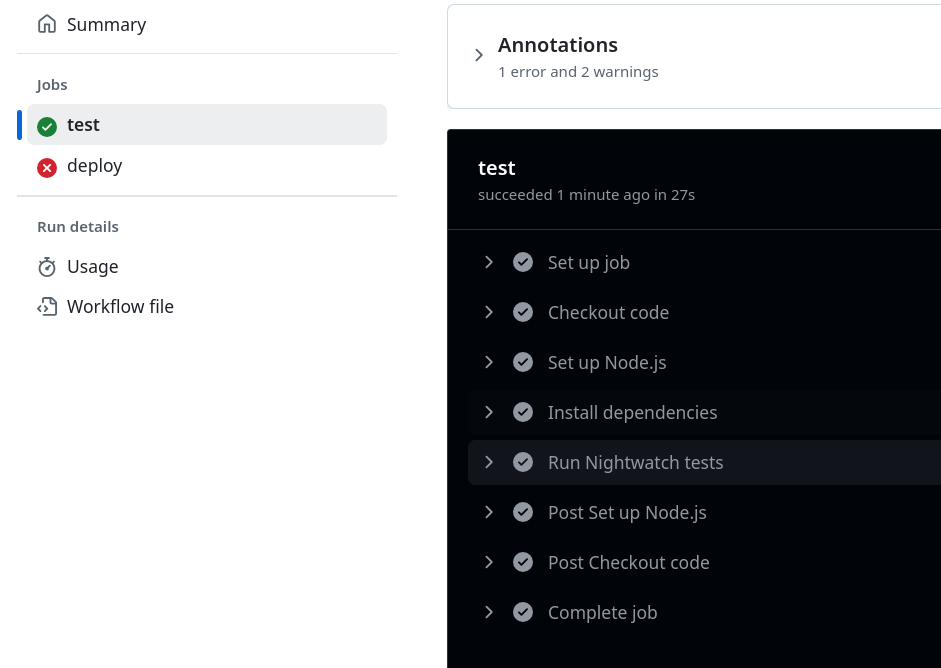 Summary
Jobs
test
deploy
Run details
Usage
Workflow file
Annotations
1 error and 2 warnings
test
succeeded 1 minute ago in 27s
Set up job
Checkout code
Set up Node.js
Install dependencies
Run Nightwatch tests
Post Set up Node.js
Post Checkout code
Complete job